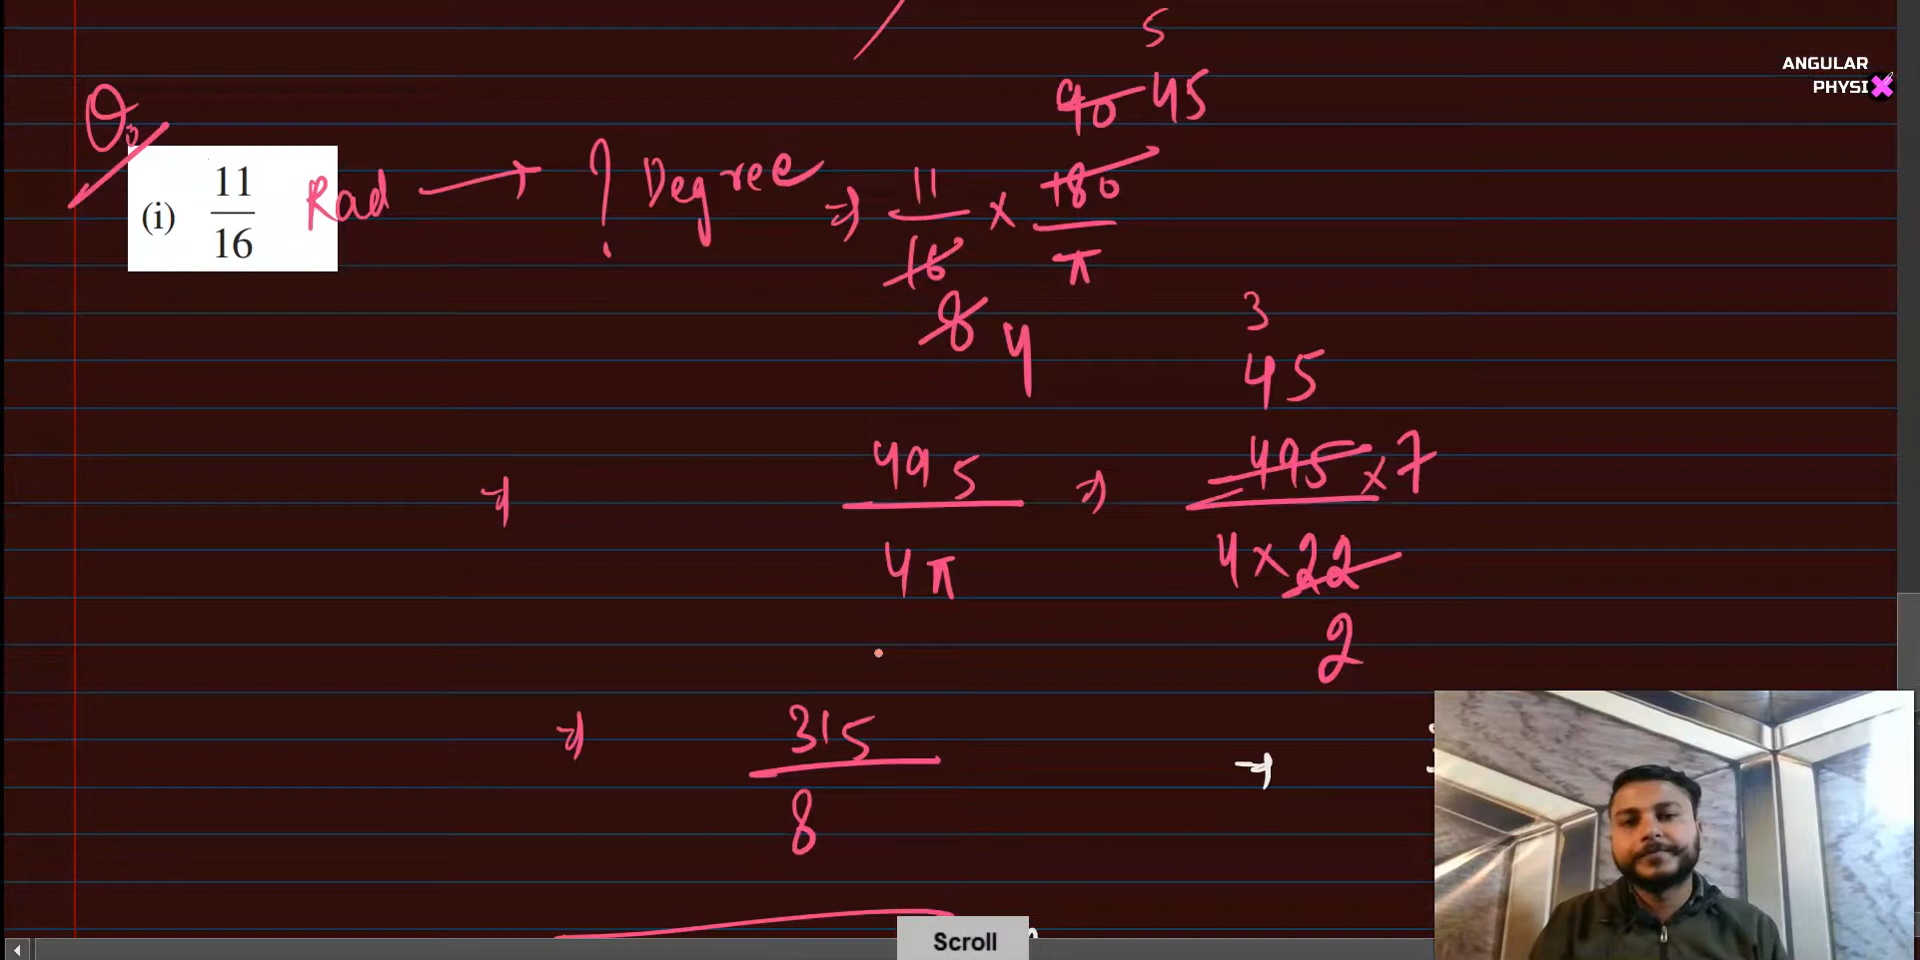 5
ANGULAR
PHYSI
90 45
Q.
(i) 11/16 Rad → ? Degree ⇒ 11/16 × 180/π
8 4
3
45
⇒ 495/4π ⇒ 495×7/4×22
2
⇒ 315/8 ⇒
Scroll